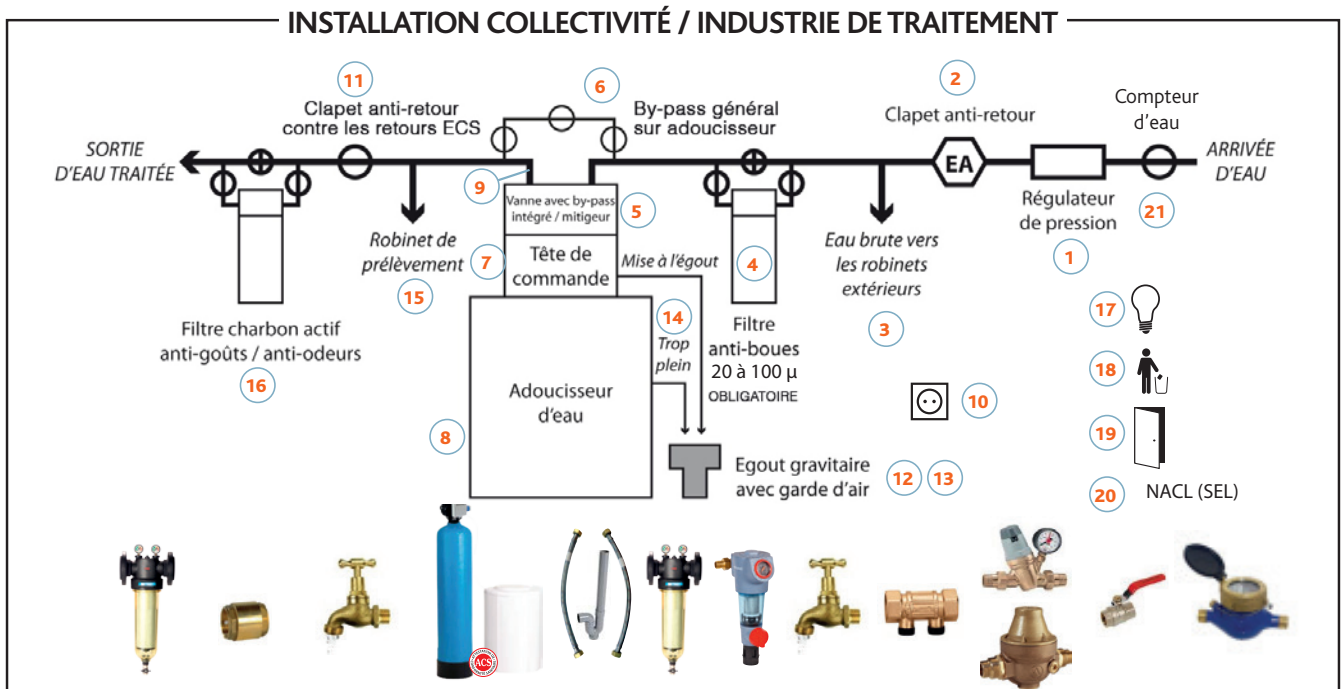 INSTALLATION COLLECTIVITÉ / INDUSTRIE DE TRAITEMENT
11
Clapet anti-retour
contre les retours ECS
6
By-pass général
sur adoucisseur
2
Clapet anti-retour
Compteur
d'eau
SORTIE
D'EAU TRAITÉE
EA
ARRIVÉE
D'EAU
9
Vanne avec by-pass
intégré / mitigeur
5
Régulateur
de pression
21
1
Robinet de
prélèvement
15
7
Tête de
commande
Mise à l'égout
4
Eau brute vers
les robinets
extérieurs
3
17
Filtre charbon actif
anti-goûts / anti-odeurs
16
14
Trop
plein
Filtre
anti-boues
20 à 100 µ
OBLIGATOIRE
18
Adoucisseur
d'eau
8
10
19
Egout gravitaire
avec garde d'air
12
13
20
NACL (SEL)
ACS